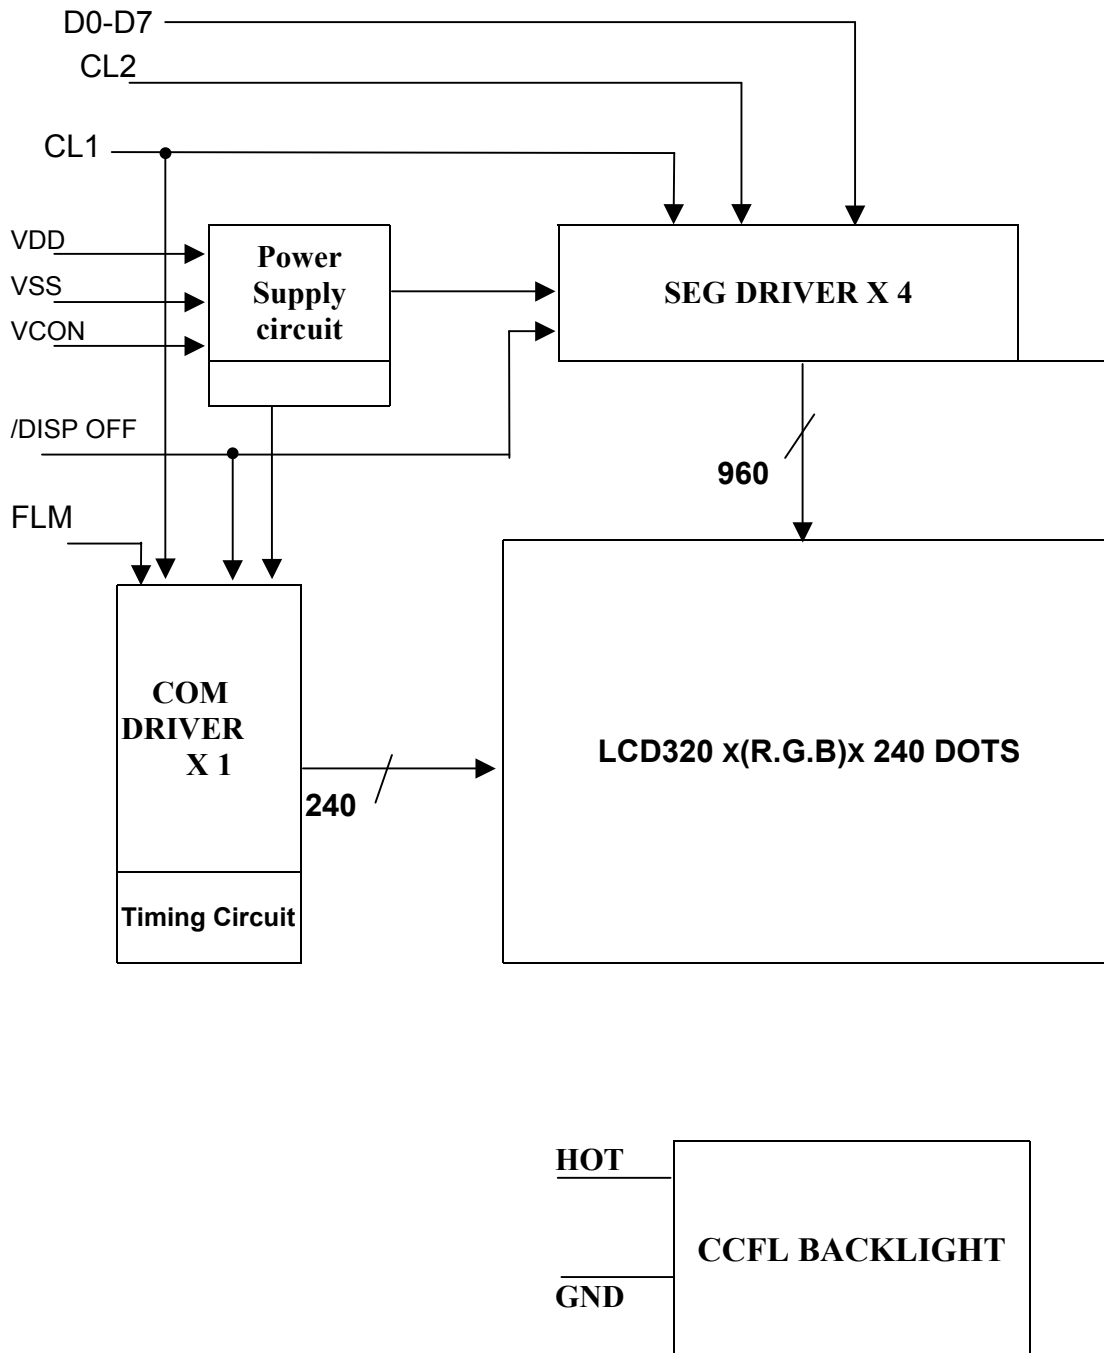 D0-D7
CL2
CL1
VDD
VSS
VCON
Power
Supply
circuit
SEG DRIVER X 4
/DISP OFF
960
FLM
COM
DRIVER
X 1
240
LCD320 x(R.G.B)x 240 DOTS
Timing Circuit
HOT
CCFL BACKLIGHT
GND